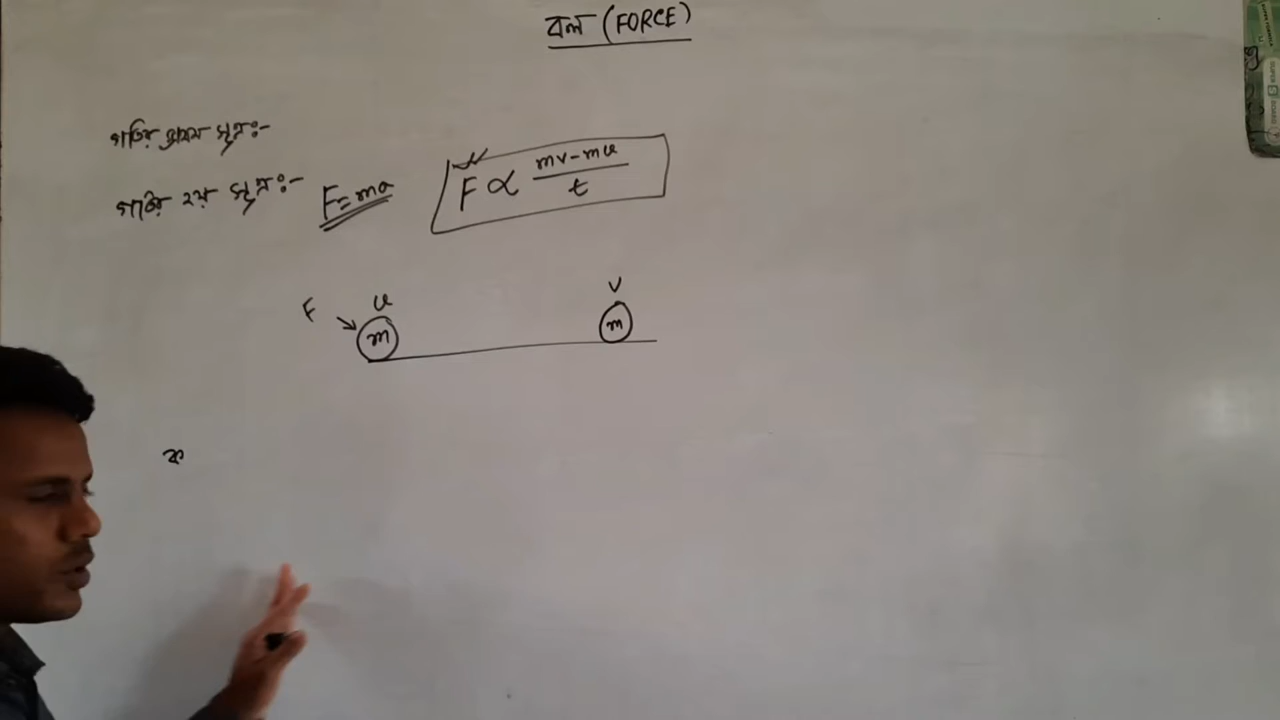 বল (FORCE)
গতির প্রথম সূত্রঃ-
গতির ২য় সূত্রঃ- F=ma F ∝ mv-mu / t
F u v
m m
ক